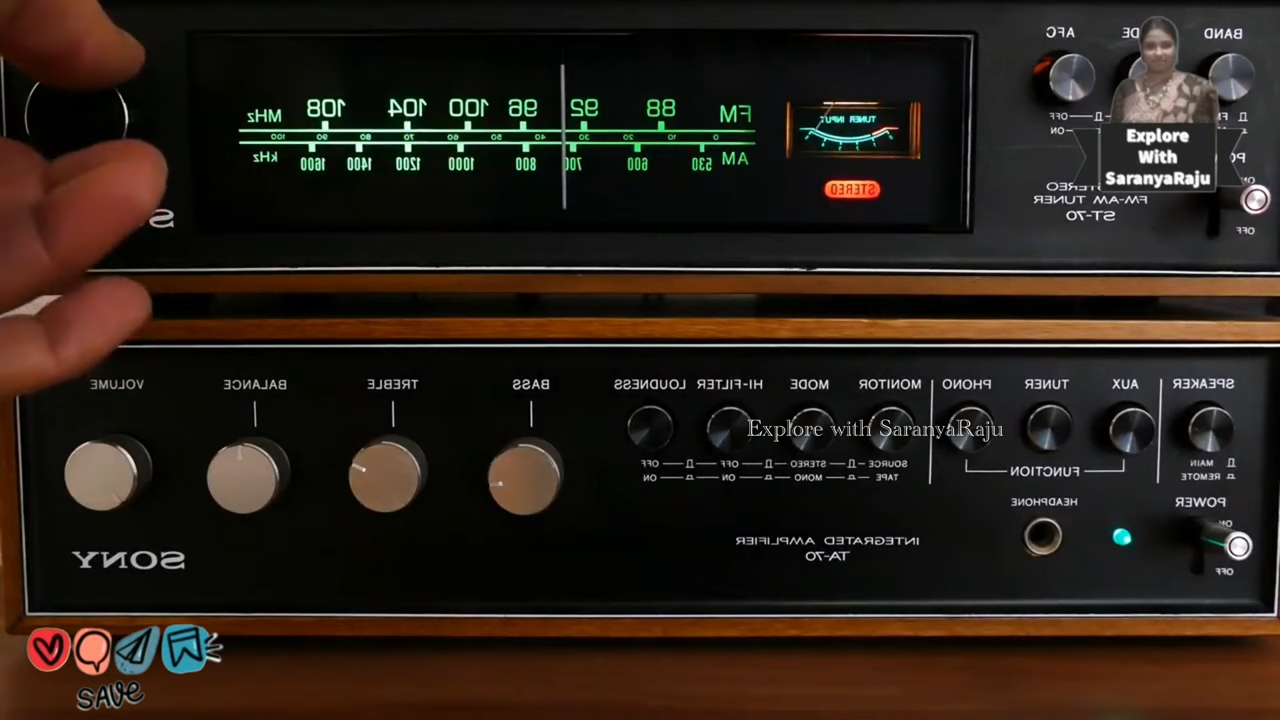 AFC
BAND
MHz 108 104 100 96 92 88 FM
100 90 80 70 60 50 40 30 20 10 0
kHz 1600 1400 1200 1000 800 700 600 530 AM
TUNER INPUT
STEREO
OFF
ON
Explore
With
SaranyaRaju
STEREO
FM-AM TUNER
ST-70
OFF
VOLUME BALANCE TREBLE BASS LOUDNESS HI-FILTER MODE MONITOR PHONO TUNER AUX SPEAKER
Explore with SaranyaRaju
OFF OFF STEREO SOURCE MAIN
ON ON MONO TAPE REMOTE
FUNCTION
HEADPHONE
POWER
ON
OFF
INTEGRATED AMPLIFIER
TA-70
SONY
SAVE